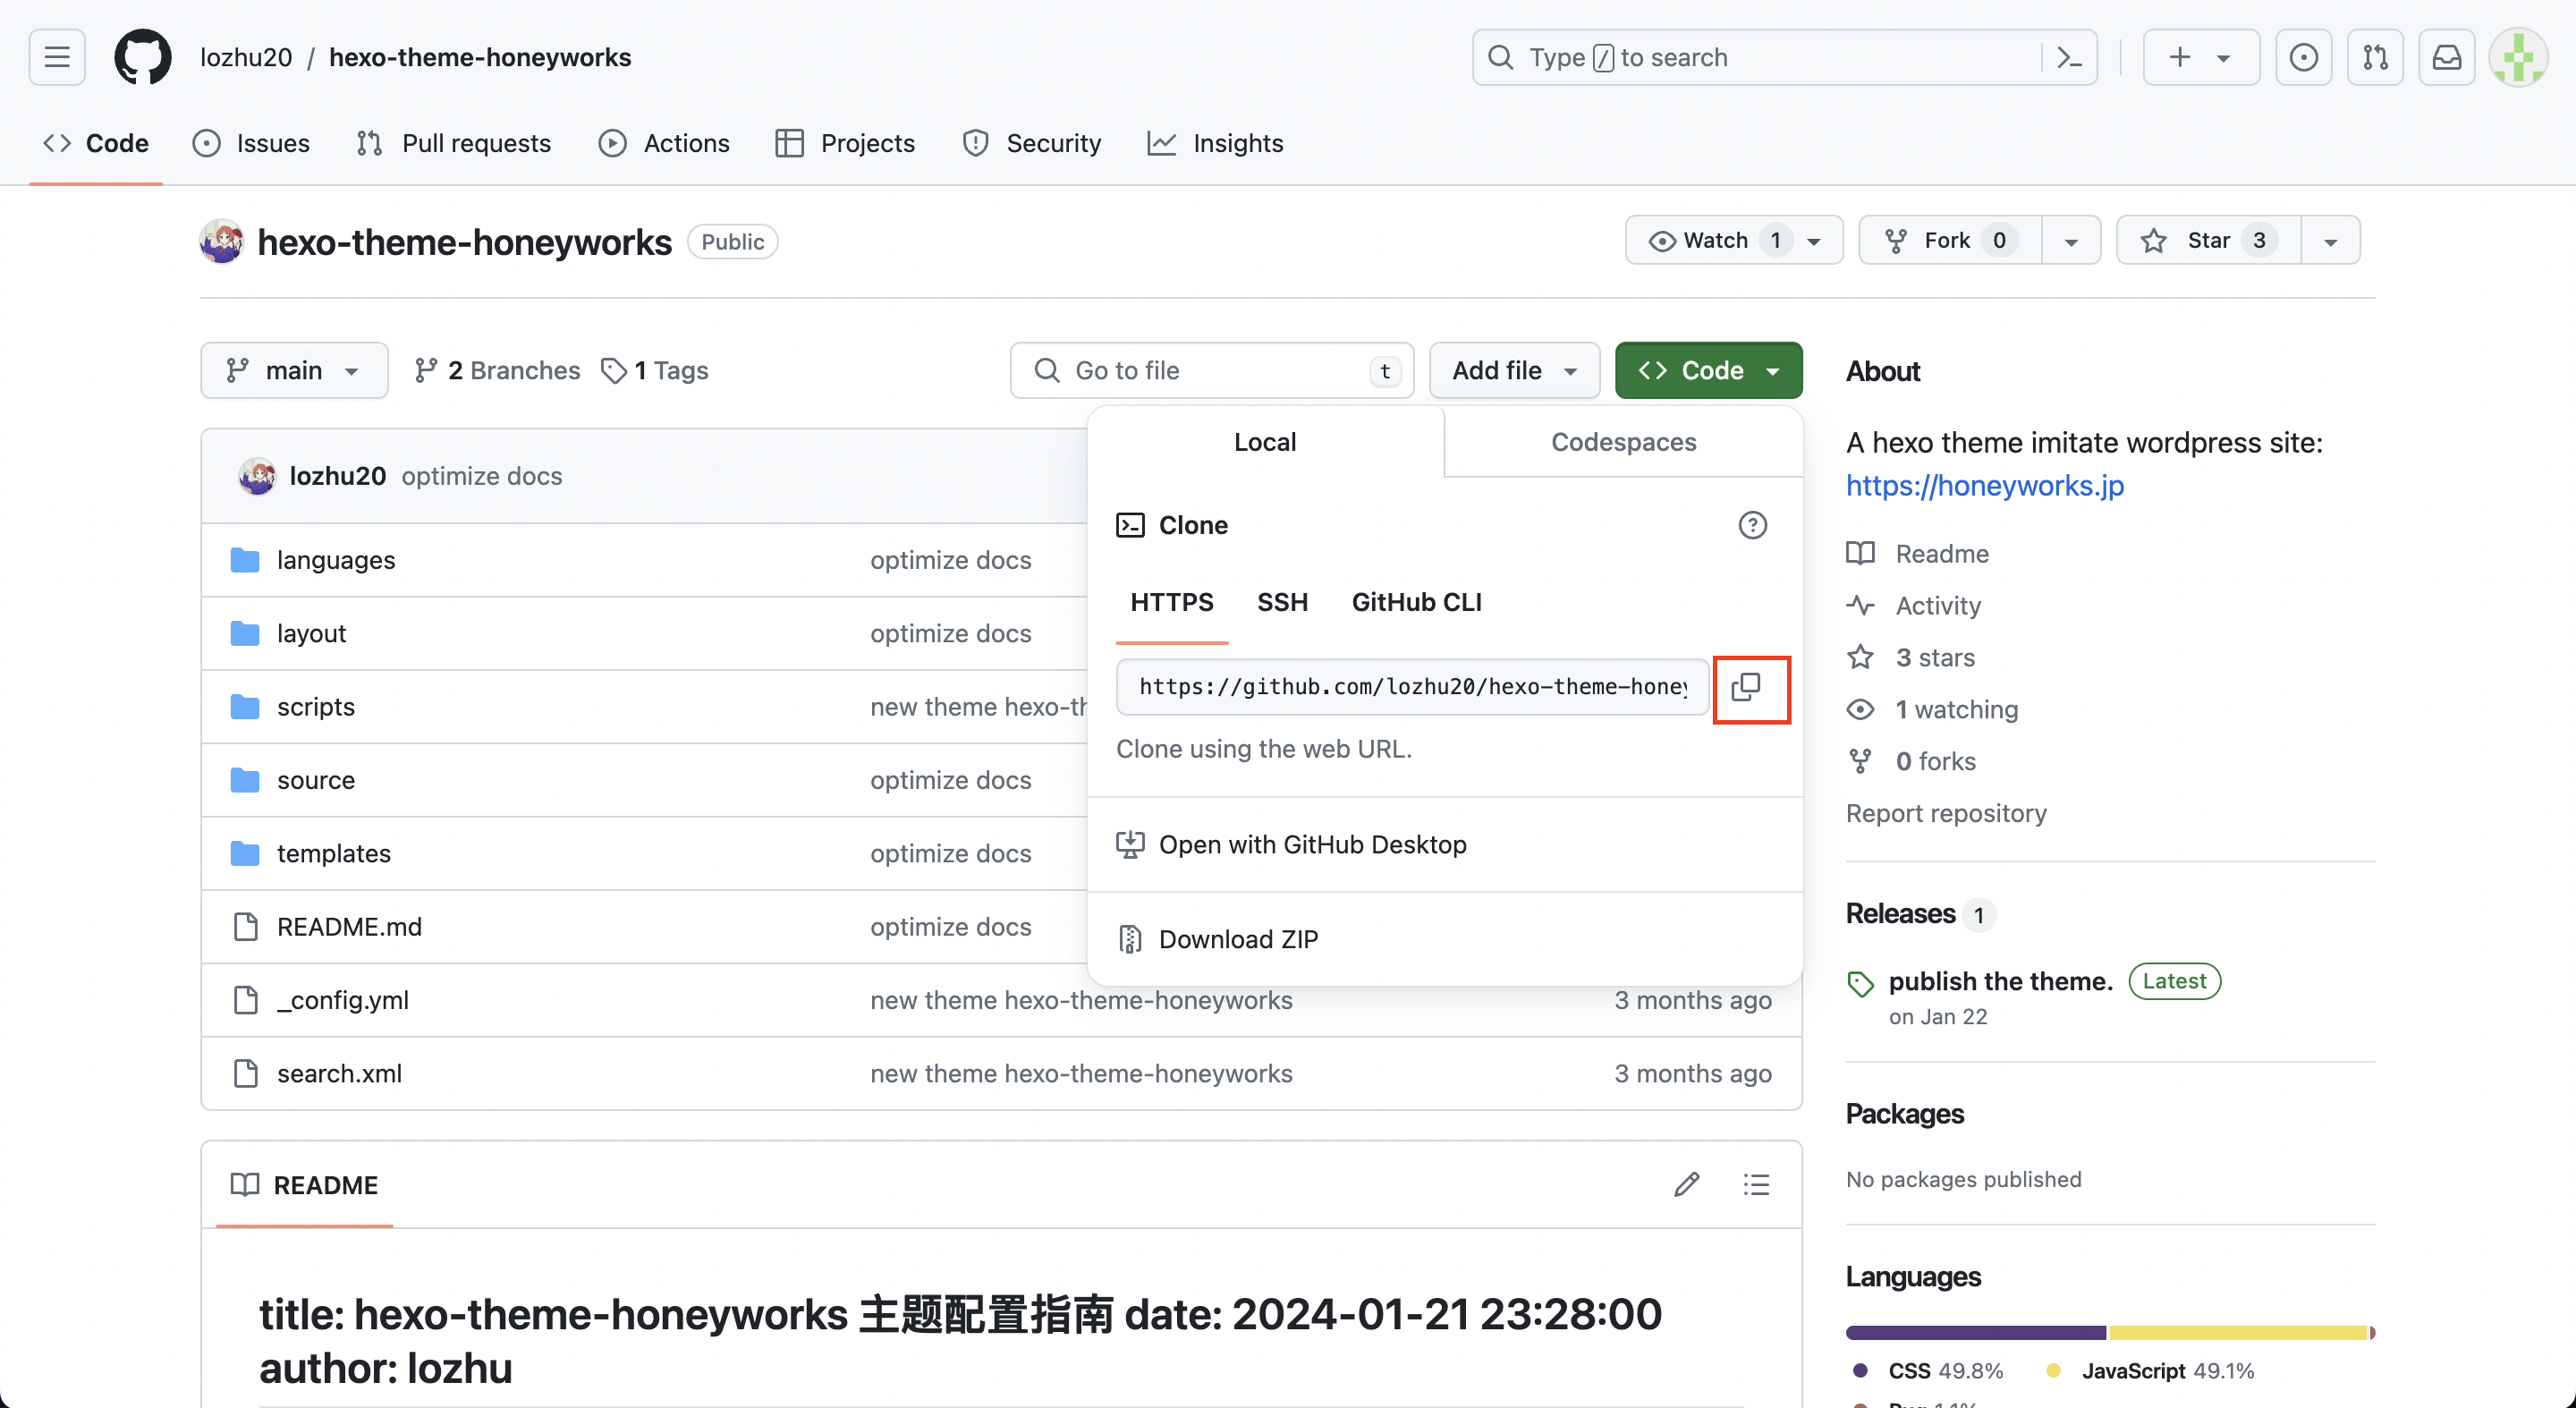 lozhu20 / hexo-theme-honeyworks
Type / to search
Code Issues Pull requests Actions Projects Security Insights
hexo-theme-honeyworks Public
Watch 1 Fork 0 Star 3
main 2 Branches 1 Tags
Go to file t
Add file
Code
lozhu20 optimize docs
languages optimize docs
layout optimize docs
scripts new theme hexo-th
source optimize docs
templates optimize docs
README.md optimize docs
_config.yml new theme hexo-theme-honeyworks 3 months ago
search.xml new theme hexo-theme-honeyworks 3 months ago
Local Codespaces
Clone
HTTPS SSH GitHub CLI
https://github.com/lozhu20/hexo-theme-honey
Clone using the web URL.
Open with GitHub Desktop
Download ZIP
README
title: hexo-theme-honeyworks 主题配置指南 date: 2024-01-21 23:28:00
author: lozhu
About
A hexo theme imitate wordpress site:
https://honeyworks.jp
Readme
Activity
3 stars
1 watching
0 forks
Report repository
Releases 1
publish the theme. Latest
on Jan 22
Packages
No packages published
Languages
CSS 49.8% JavaScript 49.1%